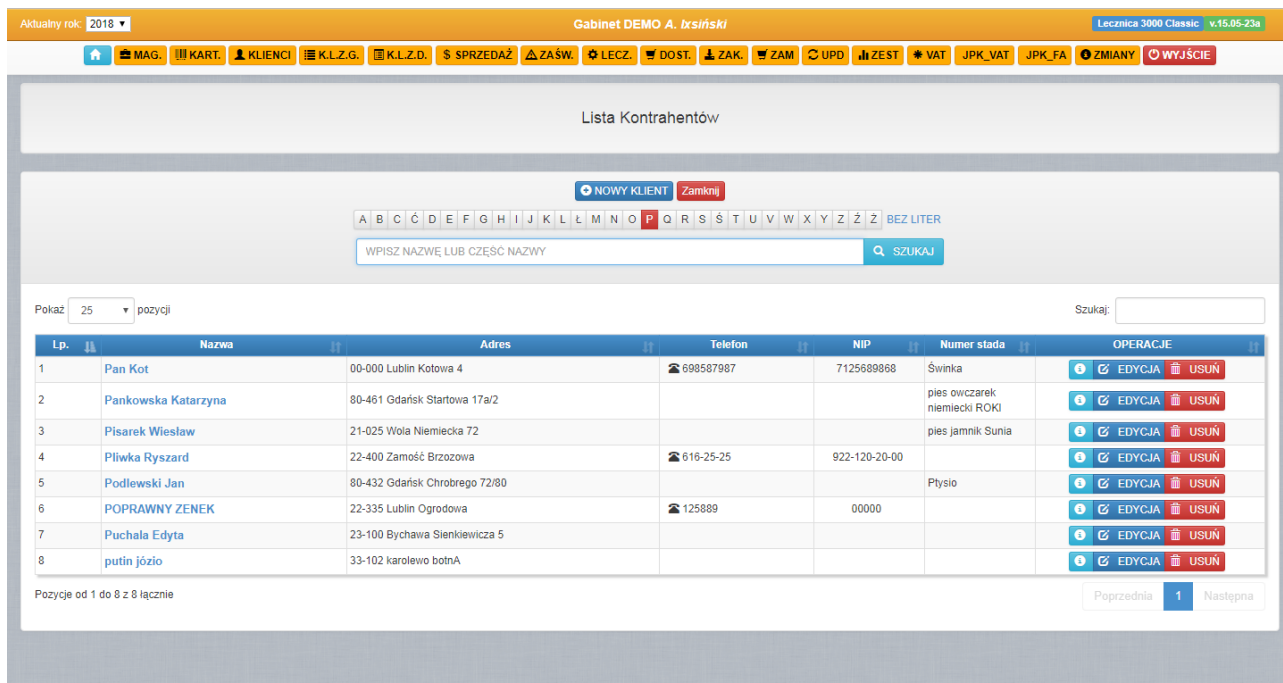 Aktualny rok: 2018 Gabinet DEMO A. Ixsiński Lecznica 3000 Classic v.15.05-23a
MAG. KART. KLIENCI K.L.Z.G. K.L.Z.D. $ SPRZEDAŻ ZAŚW. LECZ. DOST. ZAK. ZAM UPD ZEST VAT JPK_VAT JPK_FA ZMIANY WYJŚCIE
Lista Kontrahentów
NOWY KLIENT Zamknij
A B C Ć D E F G H I J K L Ł M N O P Q R S Ś T U V W X Y Z Ź Ż BEZ LITER
WPISZ NAZWĘ LUB CZĘŚĆ NAZWY SZUKAJ
Pokaż 25 pozycji Szukaj:
Lp. Nazwa Adres Telefon NIP Numer stada OPERACJE
1 Pan Kot 00-000 Lublin Kotowa 4 698587987 7125689868 Świnka EDYCJA USUŃ
2 Pankowska Katarzyna 80-461 Gdańsk Startowa 17a/2 pies owczarek niemiecki ROKI EDYCJA USUŃ
3 Pisarek Wiesław 21-025 Wola Niemiecka 72 pies jamnik Sunia EDYCJA USUŃ
4 Pliwka Ryszard 22-400 Zamość Brzozowa 616-25-25 922-120-20-00 EDYCJA USUŃ
5 Podlewski Jan 80-432 Gdańsk Chrobrego 72/80 Ptysio EDYCJA USUŃ
6 POPRAWNY ZENEK 22-335 Lublin Ogrodowa 125889 00000 EDYCJA USUŃ
7 Puchala Edyta 23-100 Bychawa Sienkiewicza 5 EDYCJA USUŃ
8 putin józio 33-102 karolewo botnA EDYCJA USUŃ
Pozycje od 1 do 8 z 8 łącznie Poprzednia 1 Następna